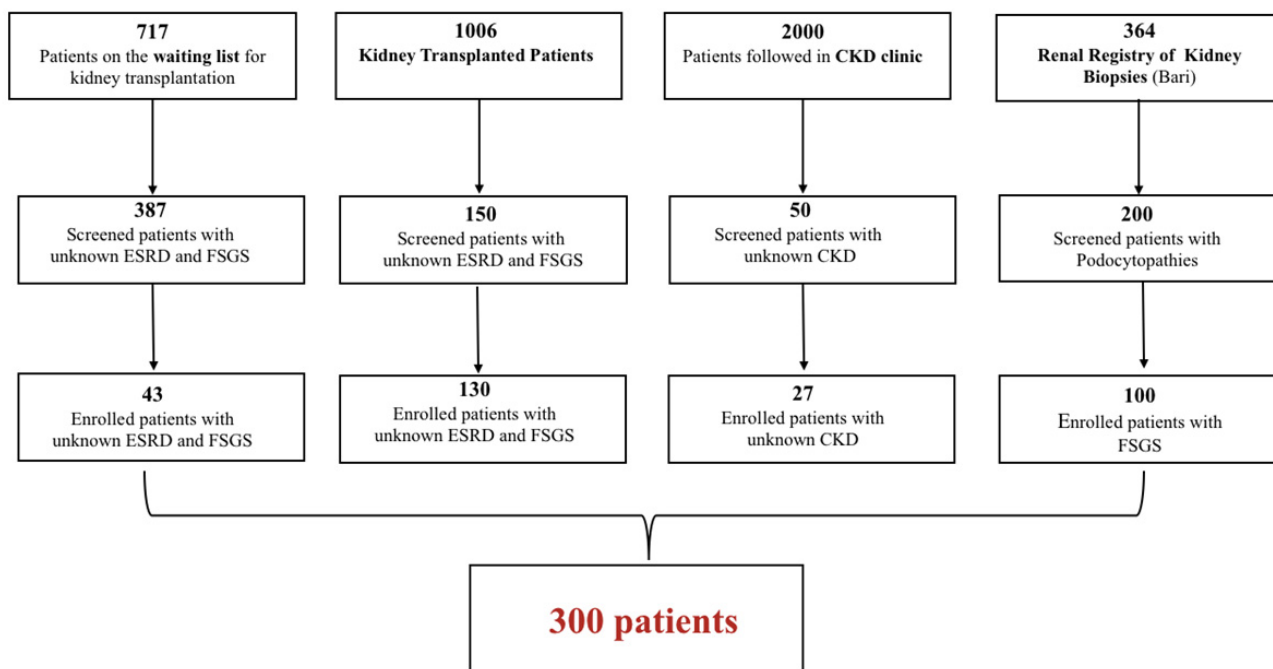 717
Patients on the waiting list for
kidney transplantation
1006
Kidney Transplanted Patients
2000
Patients followed in CKD clinic
364
Renal Registry of Kidney
Biopsies (Bari)
387
Screened patients with
unknown ESRD and FSGS
150
Screened patients with
unknown ESRD and FSGS
50
Screened patients with
unknown CKD
200
Screened patients with
Podocytopathies
43
Enrolled patients with
unknown ESRD and FSGS
130
Enrolled patients with
unknown ESRD and FSGS
27
Enrolled patients with
unknown CKD
100
Enrolled patients with
FSGS
300 patients